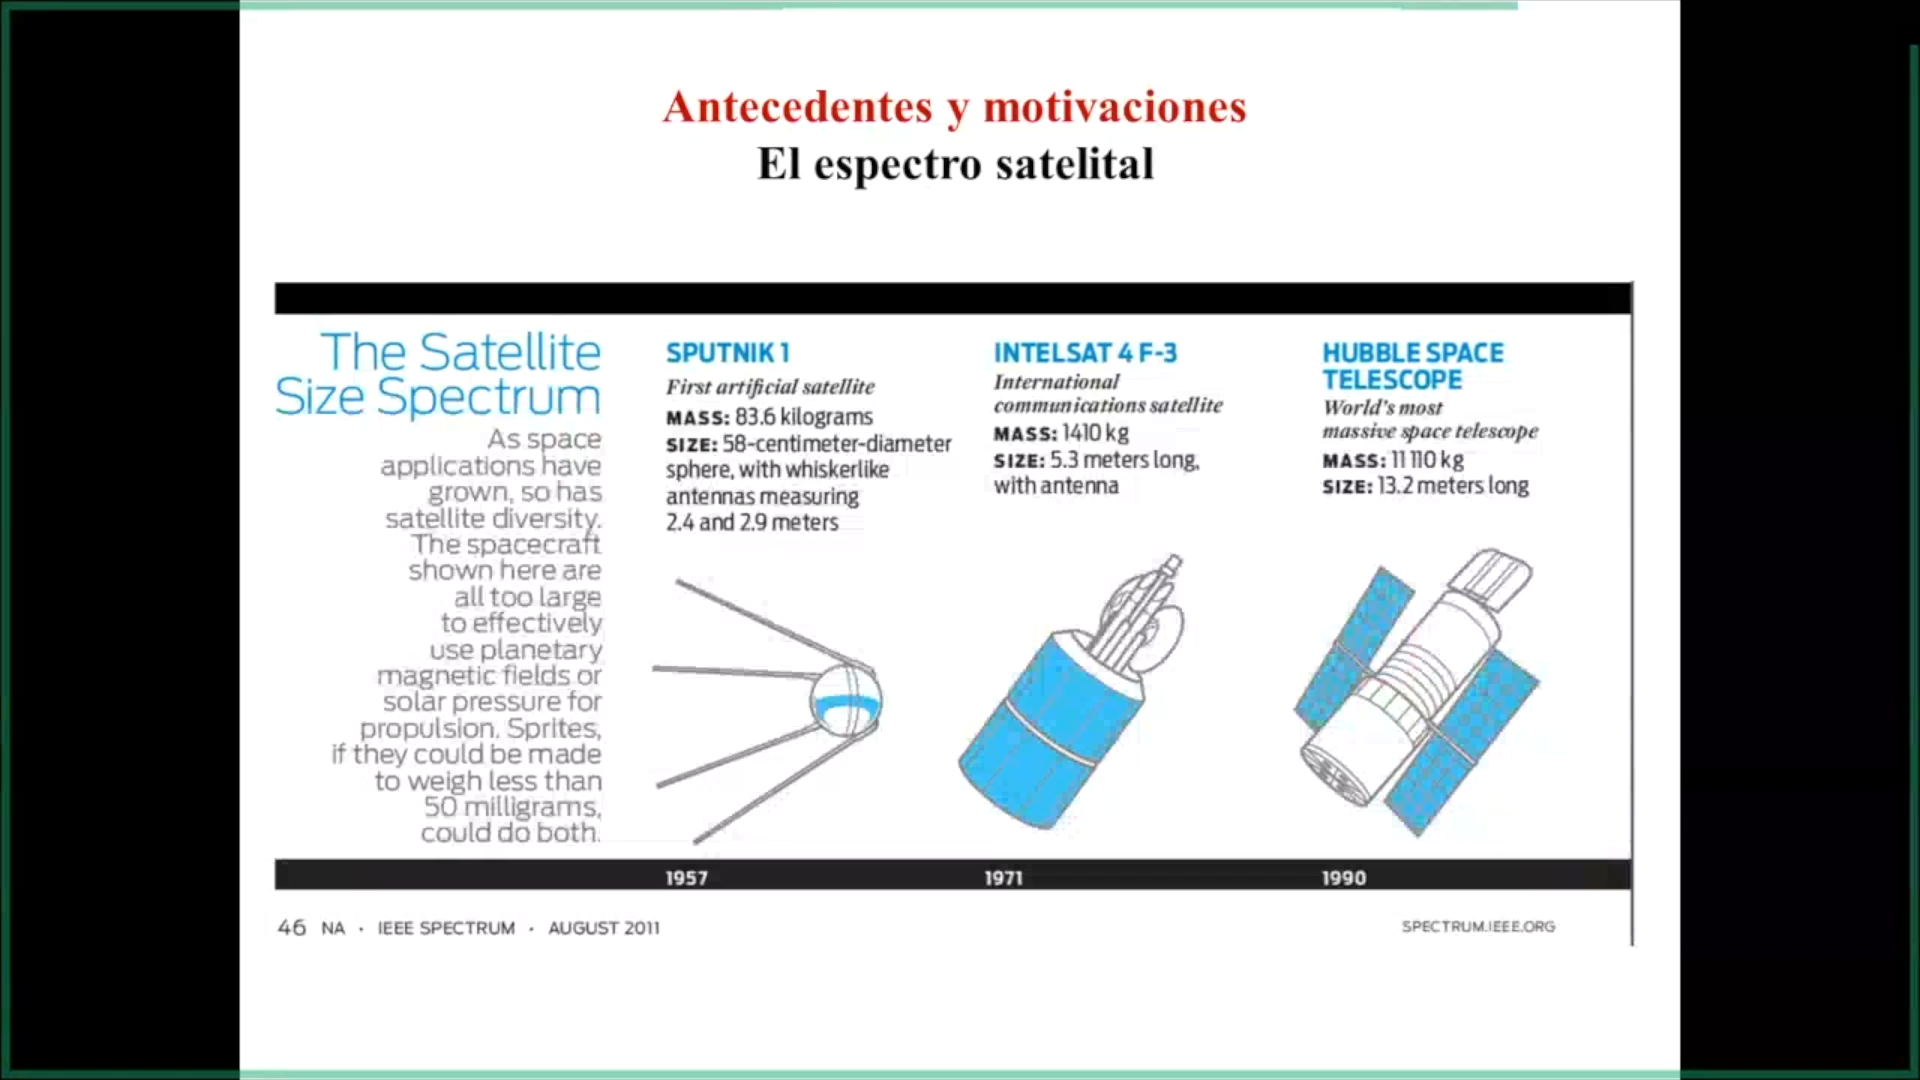 Antecedentes y motivaciones
El espectro satelital
The Satellite
Size Spectrum
As space
applications have
grown, so has
satellite diversity.
The spacecraft
shown here are
all too large
to effectively
use planetary
magnetic fields or
solar pressure for
propulsion. Sprites,
if they could be made
to weigh less than
50 milligrams,
could do both.
SPUTNIK 1
First artificial satellite
MASS: 83.6 kilograms
SIZE: 58-centimeter-diameter
sphere, with whiskerlike
antennas measuring
2.4 and 2.9 meters
INTELSAT 4 F-3
International
communications satellite
MASS: 1410 kg
SIZE: 5.3 meters long,
with antenna
HUBBLE SPACE
TELESCOPE
World's most
massive space telescope
MASS: 11 110 kg
SIZE: 13.2 meters long
1957
1971
1990
46 NA · IEEE SPECTRUM · AUGUST 2011
SPECTRUM.IEEE.ORG